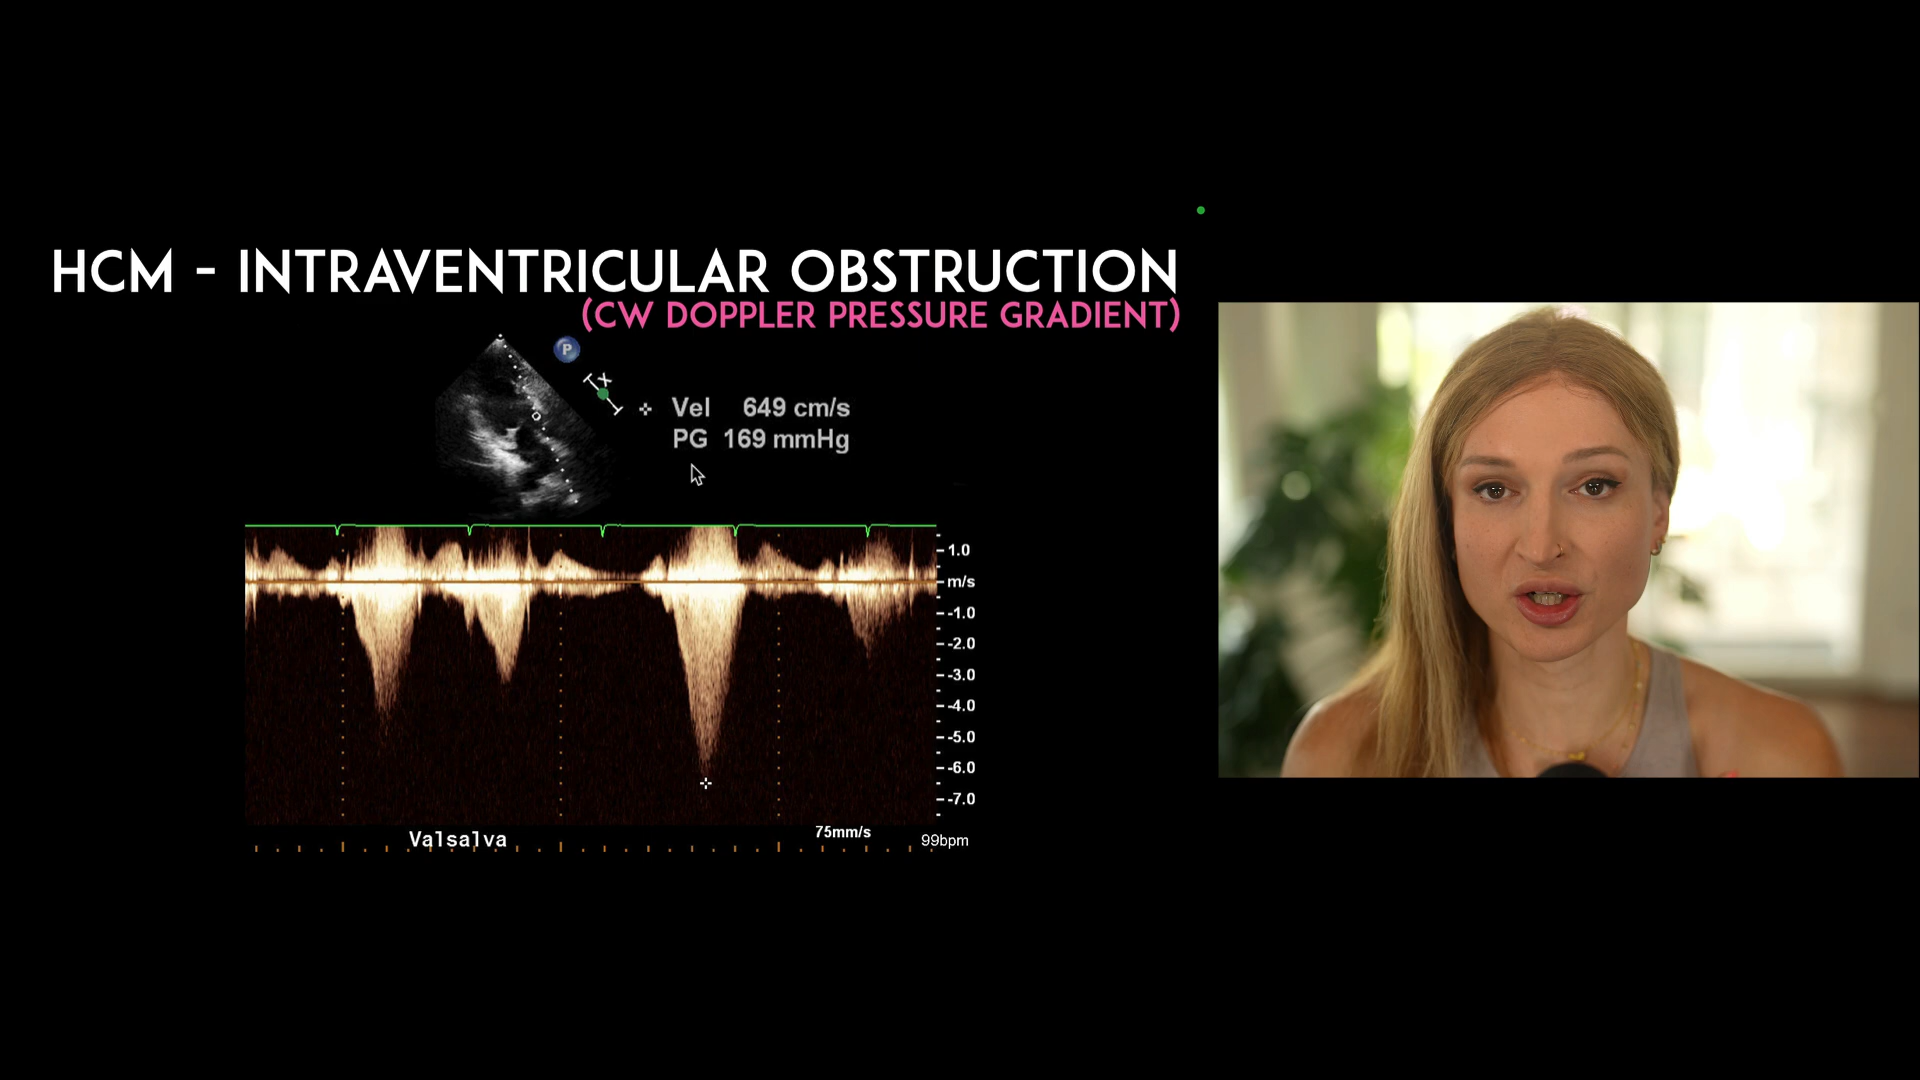 HCM - INTRAVENTRICULAR OBSTRUCTION
(CW DOPPLER PRESSURE GRADIENT)
P
X
Vel 649 cm/s
PG 169 mmHg
1.0
m/s
-1.0
-2.0
-3.0
-4.0
-5.0
-6.0
-7.0
Valsalva
75mm/s
99bpm